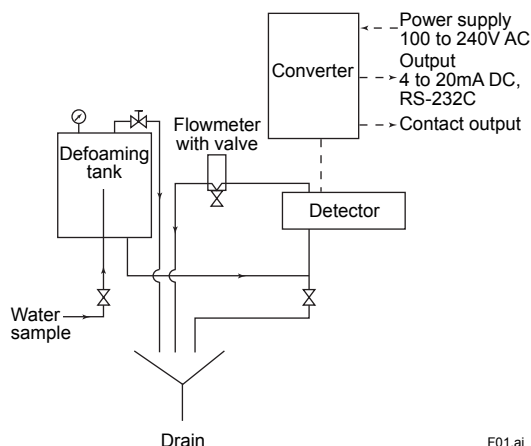 Power supply
100 to 240V AC
Converter
Output
4 to 20mA DC,
RS-232C
Contact output
Flowmeter
with valve
Defoaming
tank
Detector
Water
sample
Drain
F01.ai